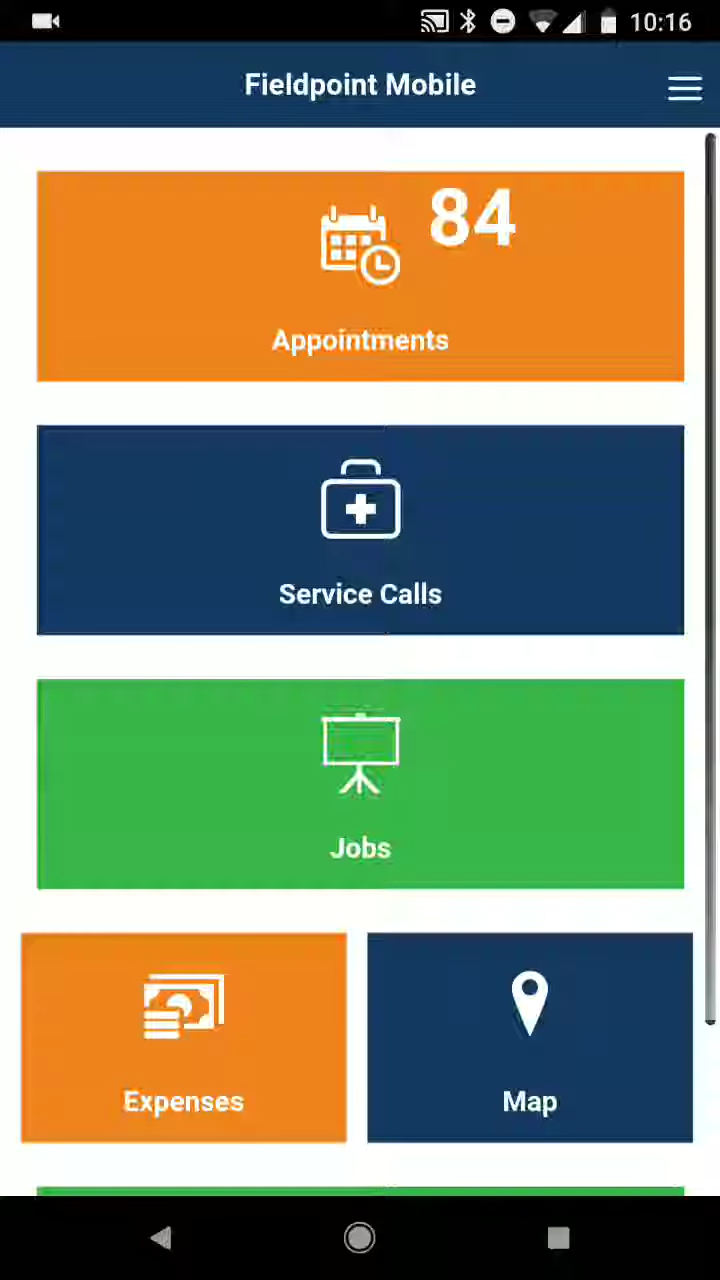 10:16
Fieldpoint Mobile
84
Appointments
Service Calls
Jobs
Expenses
Map